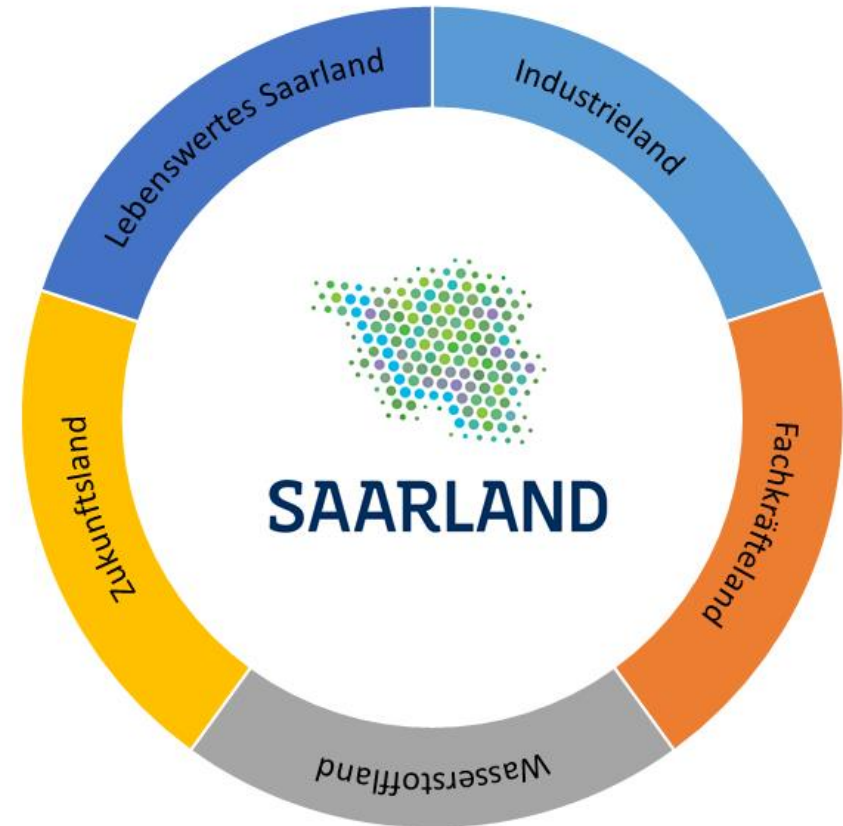 Lebenswertes Saarland
Industrieland
Fachkräfteland
Wasserstoffland
Zukunftsland
SAARLAND